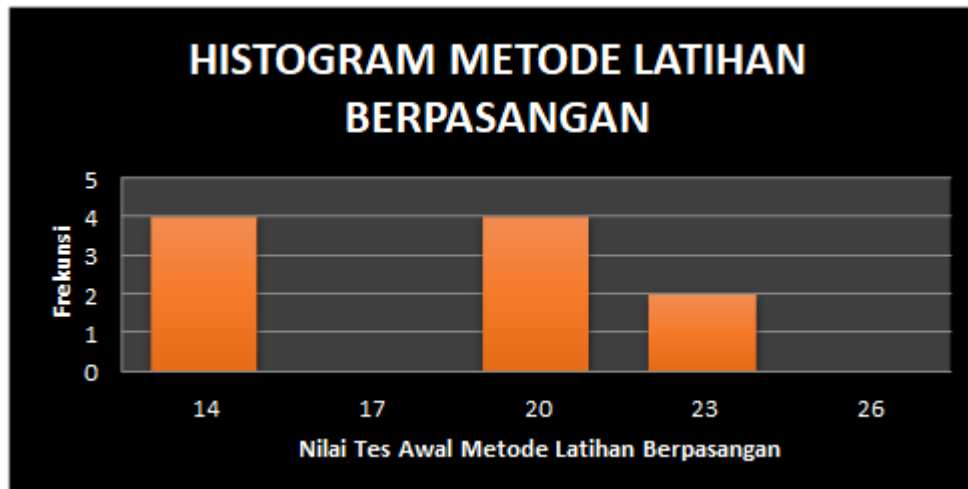 HISTOGRAM METODE LATIHAN
BERPASANGAN
5
4
3
2
1
0
Frekunsi
14 17 20 23 26
Nilai Tes Awal Metode Latihan Berpasangan